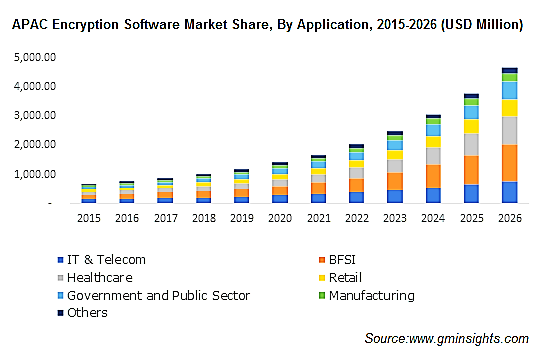 APAC Encryption Software Market Share, By Application, 2015-2026 (USD Million)
5,000.00
4,000.00
3,000.00
2,000.00
1,000.00
-
2015 2016 2017 2018 2019 2020 2021 2022 2023 2024 2025 2026
IT & Telecom BFSI
Healthcare Retail
Government and Public Sector Manufacturing
Others
Source:www.gminsights.com